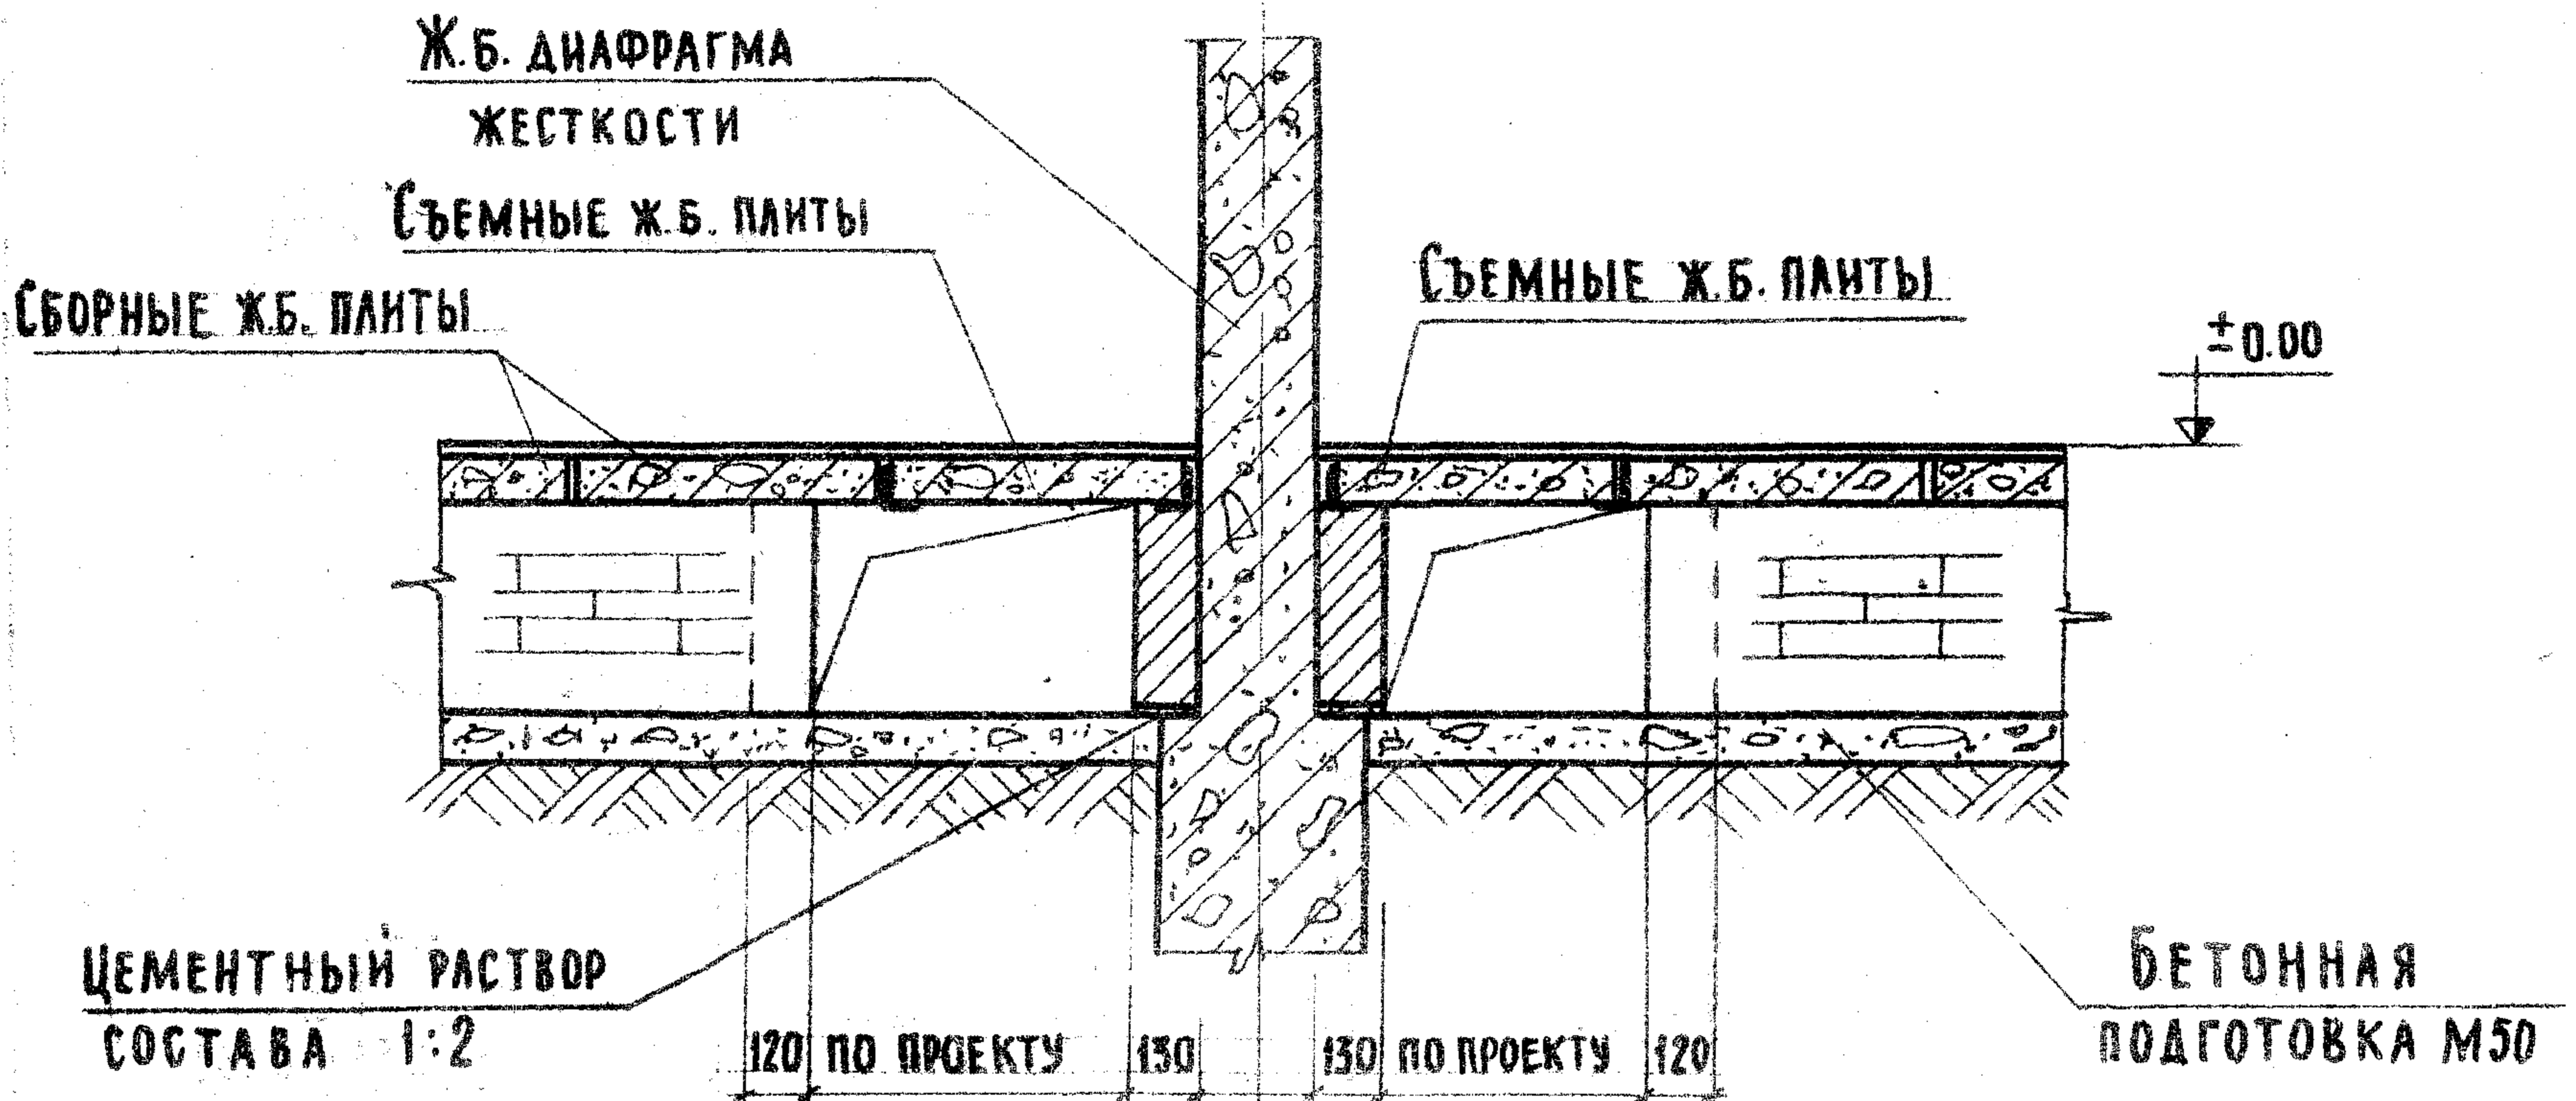 Ж.Б. ДИАФРАГМА
ЖЕСТКОСТИ
СЪЕМНЫЕ Ж.Б. ПЛИТЫ
СБОРНЫЕ Ж.Б. ПЛИТЫ
СЪЕМНЫЕ Ж.Б. ПЛИТЫ
±0.00
ЦЕМЕНТНЫЙ РАСТВОР
СОСТАВА 1:2
БЕТОННАЯ
ПОДГОТОВКА М50
120 ПО ПРОЕКТУ 130 130 ПО ПРОЕКТУ 120